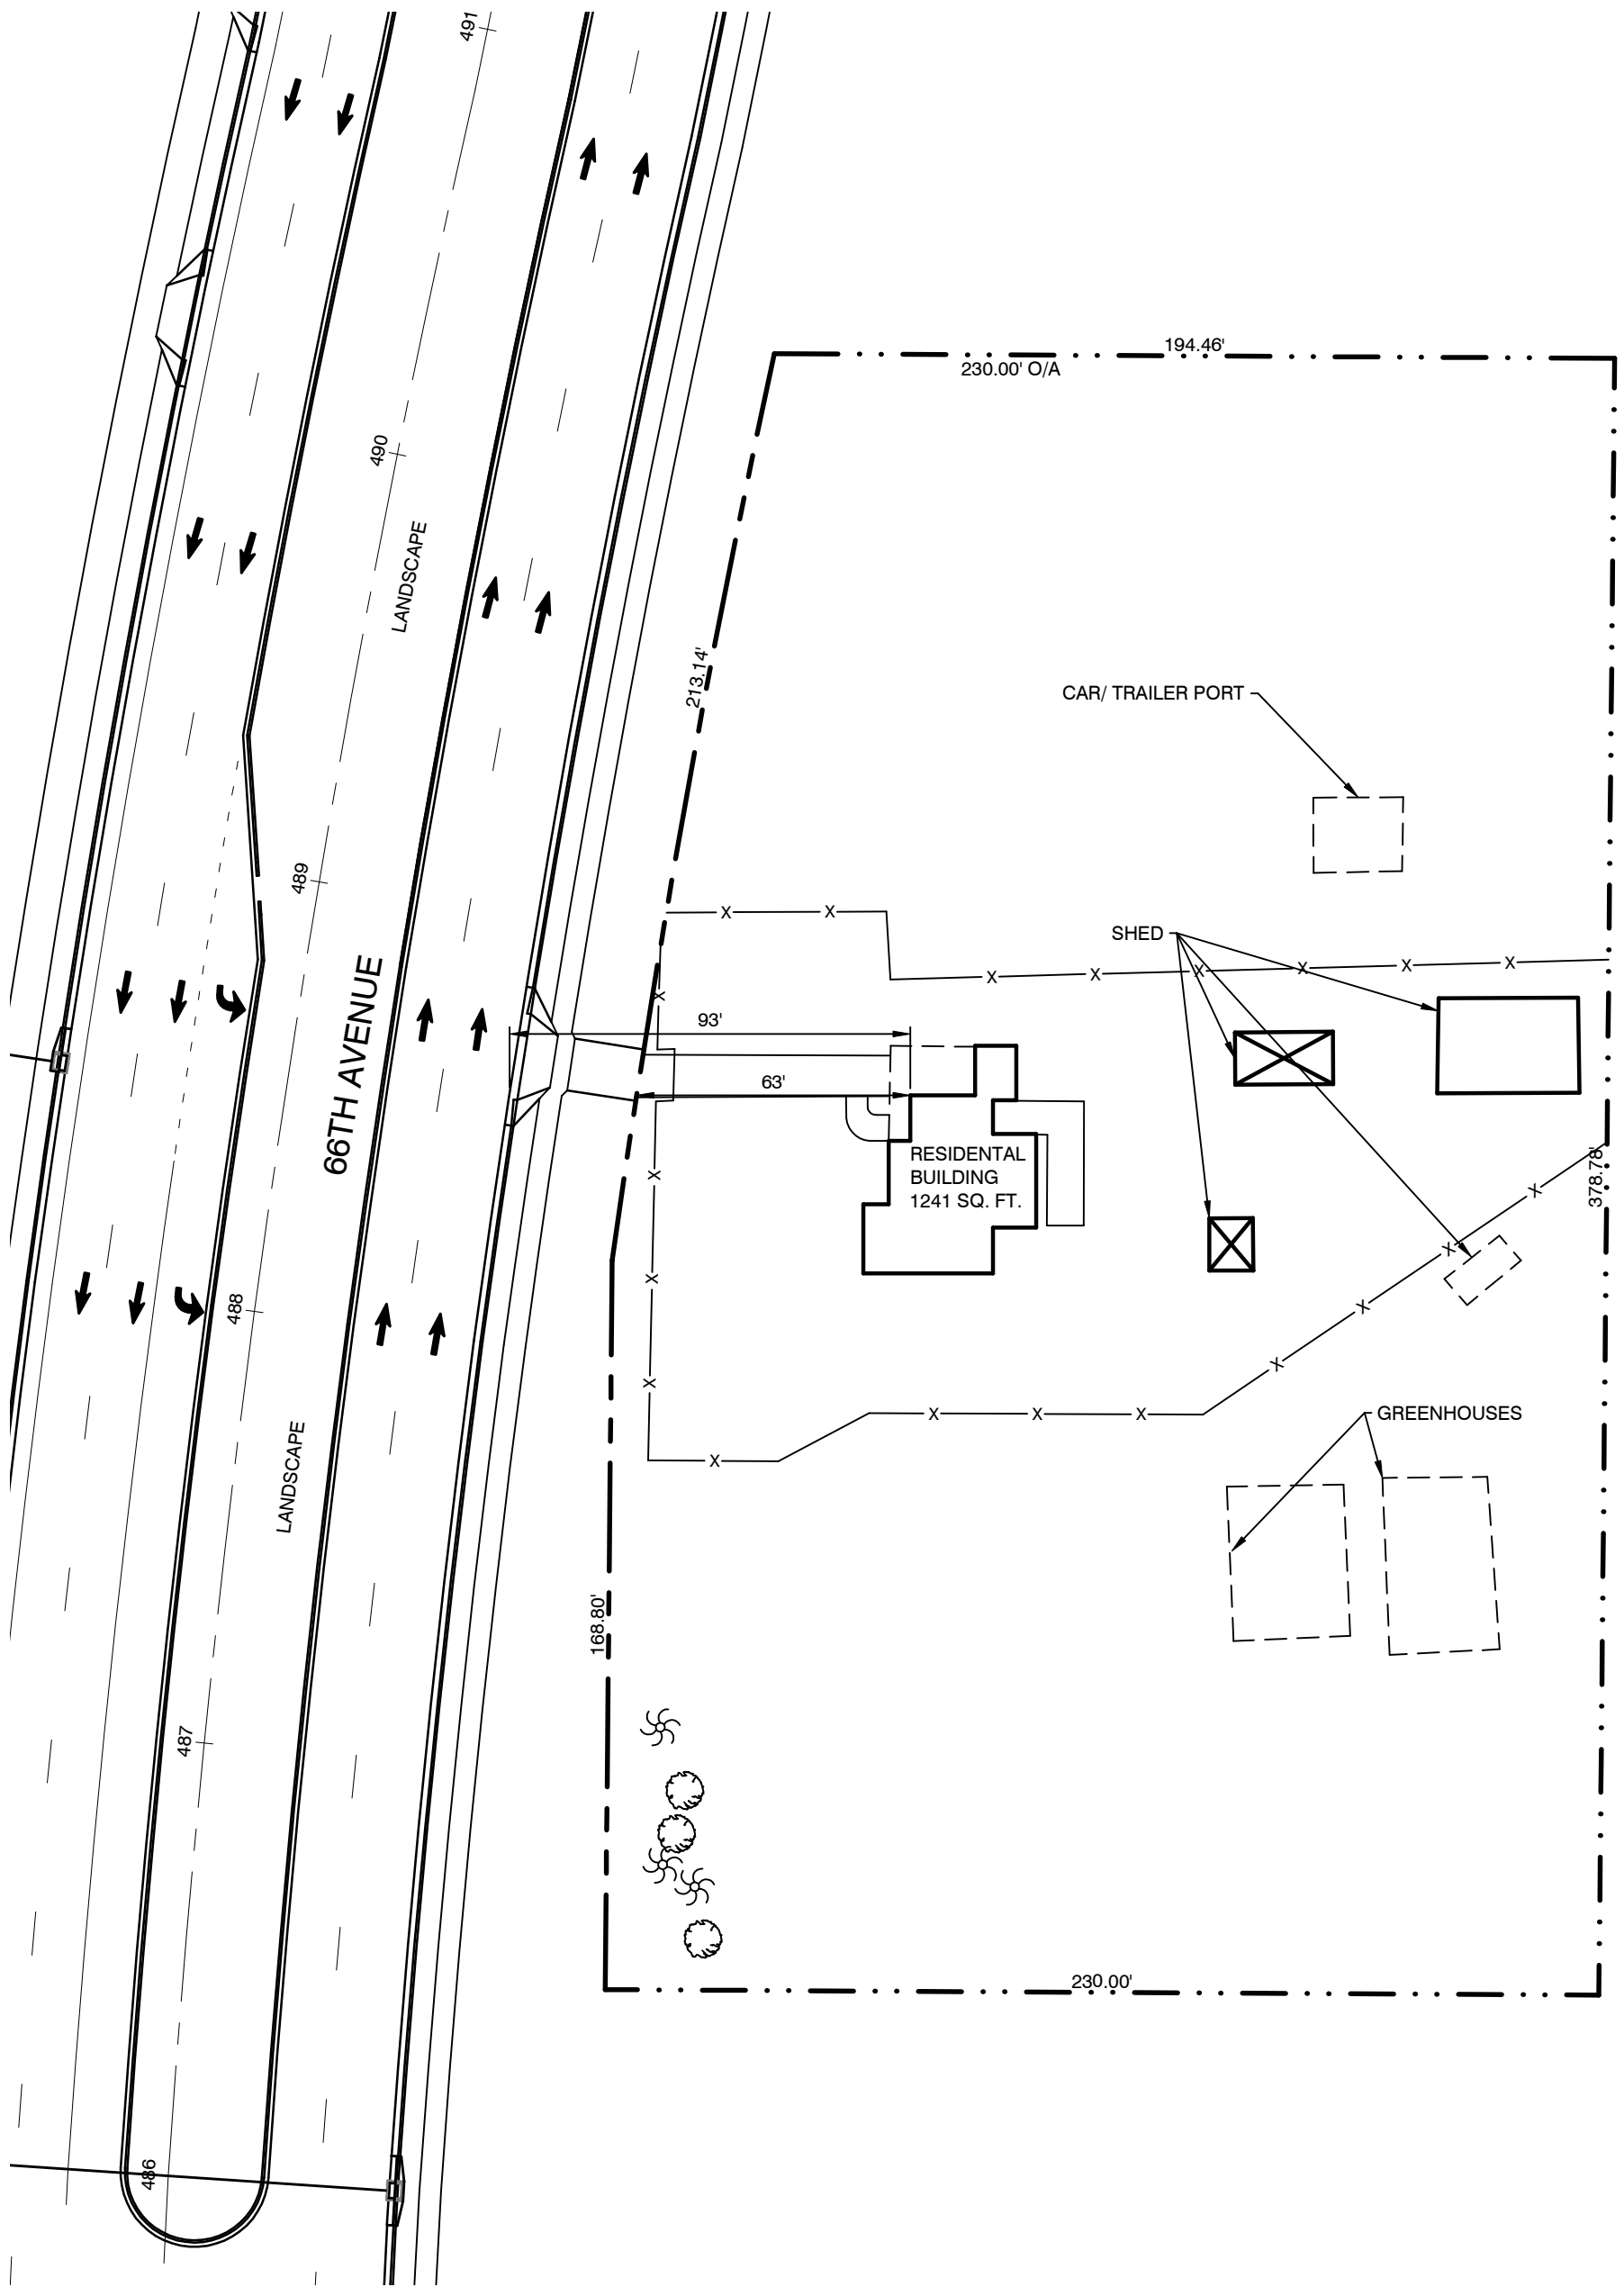 491
194.46'
230.00' O/A
490
LANDSCAPE
213.14'
CAR/ TRAILER PORT
489
X X
SHED
X X X X X X
66TH AVENUE
X
93'
63'
RESIDENTAL
BUILDING
1241 SQ. FT.
X
378.78'
X
X
X
488
X
X
X
X
LANDSCAPE
X X X
GREENHOUSES
X
168.80'
487
230.00'
486